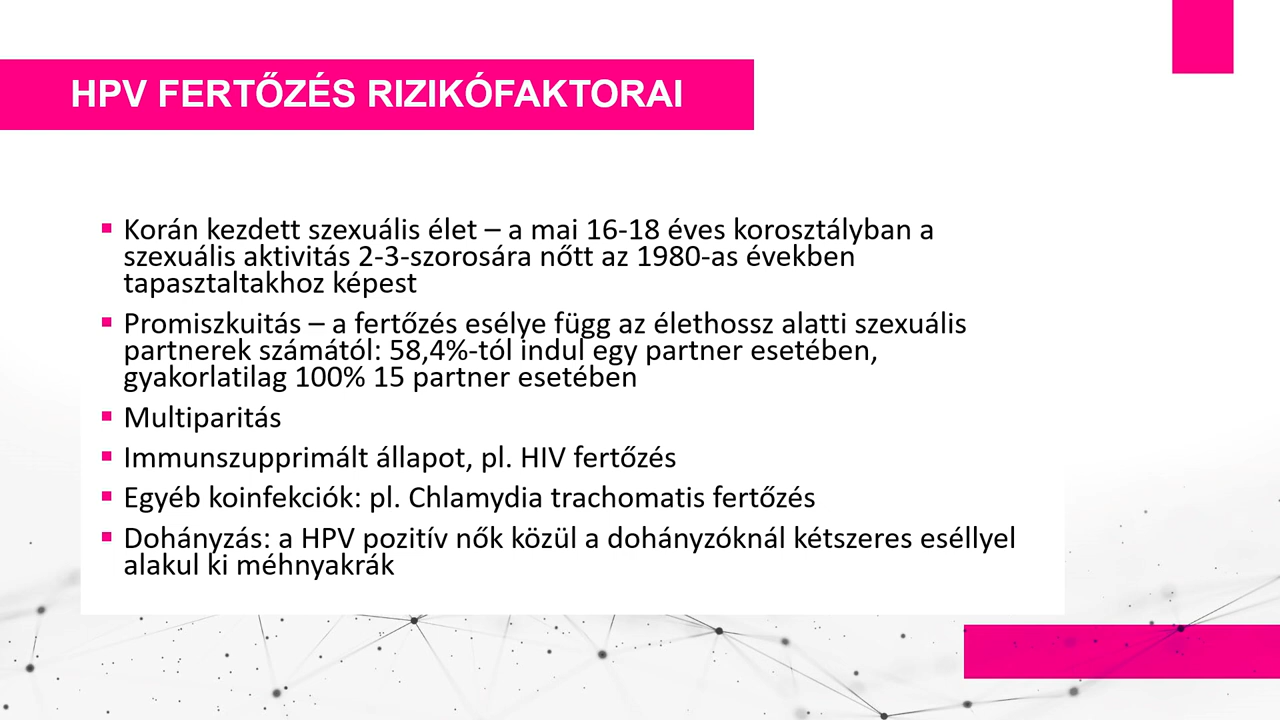 HPV FERTŐZÉS RIZIKÓFAKTORAI
Korán kezdett szexuális élet – a mai 16-18 éves korosztályban a
szexuális aktivitás 2-3-szorosára nőtt az 1980-as években
tapasztaltakhoz képest
Promiszkuitás – a fertőzés esélye függ az élethossz alatti szexuális
partnerek számától: 58,4%-tól indul egy partner esetében,
gyakorlatilag 100% 15 partner esetében
Multiparitás
Immunszupprimált állapot, pl. HIV fertőzés
Egyéb koinfekciók: pl. Chlamydia trachomatis fertőzés
Dohányzás: a HPV pozitív nők közül a dohányzóknál kétszeres eséllyel
alakul ki méhnyakrák